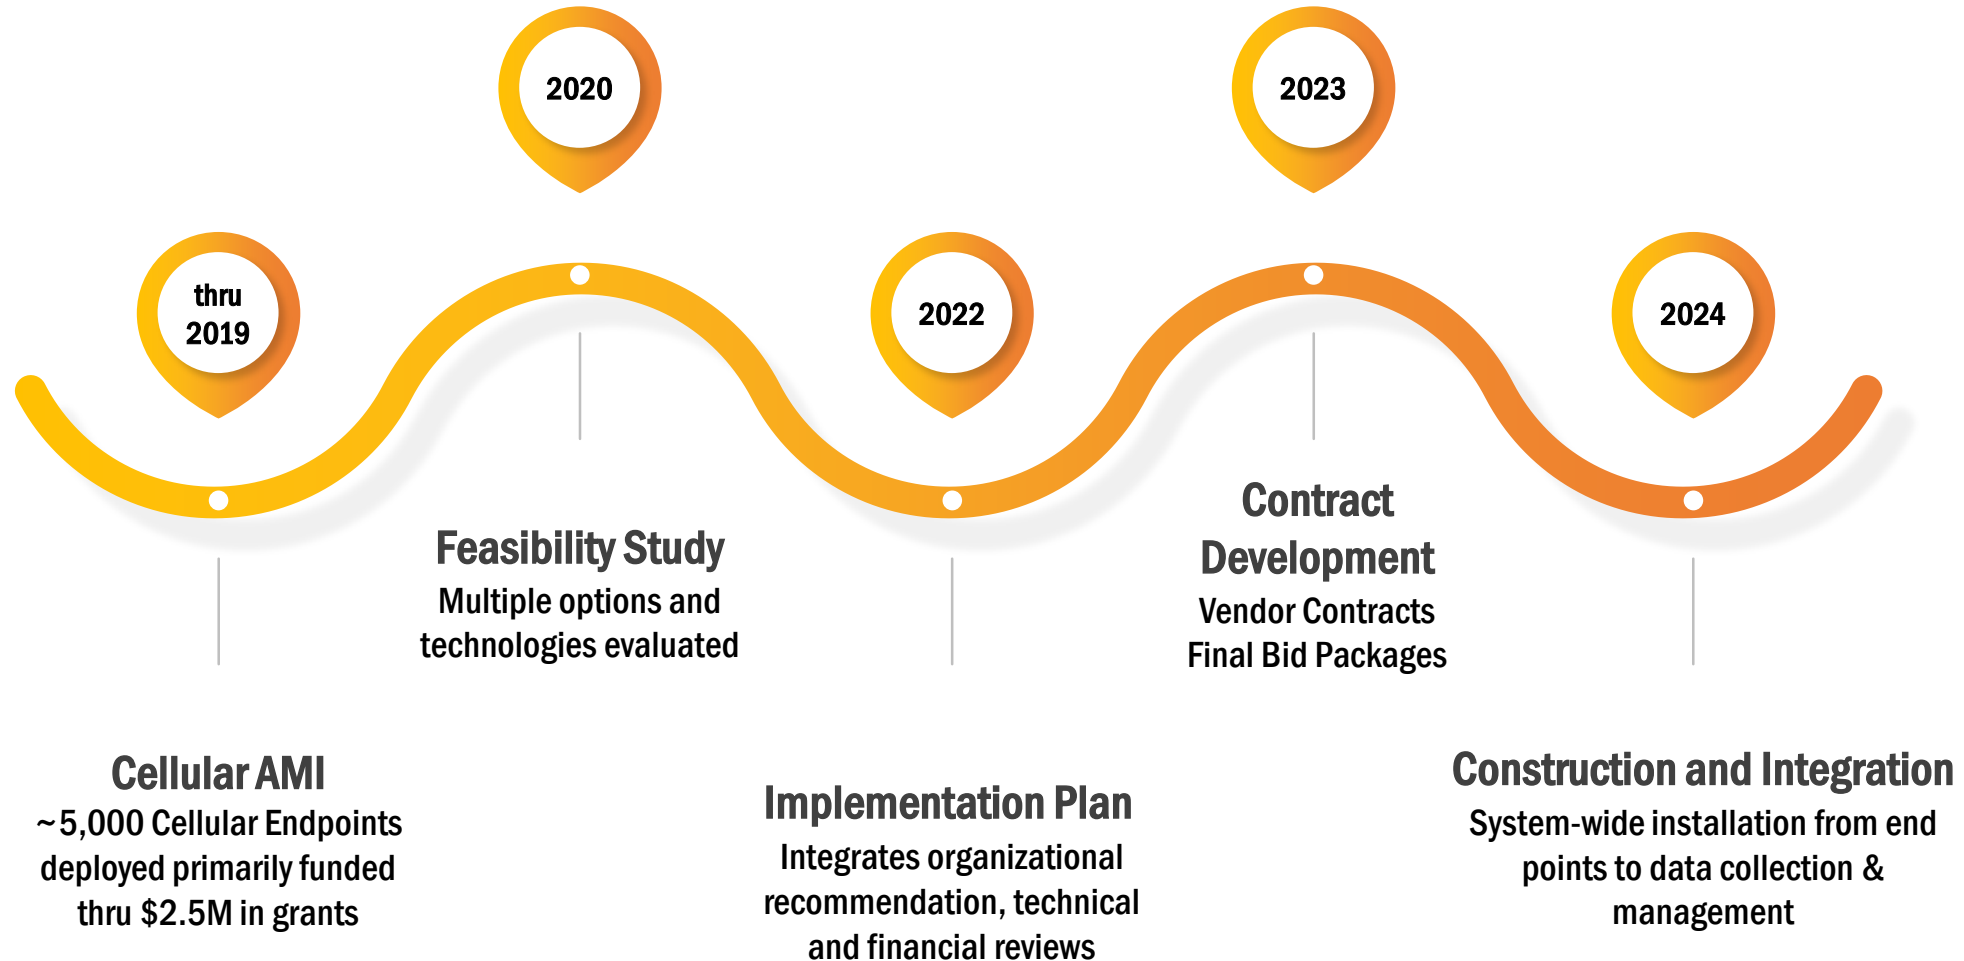 thru
2019
Cellular AMI
~5,000 Cellular Endpoints
deployed primarily funded
thru $2.5M in grants
2020
Feasibility Study
Multiple options and
technologies evaluated
2022
Implementation Plan
Integrates organizational
recommendation, technical
and financial reviews
2023
Contract
Development
Vendor Contracts
Final Bid Packages
2024
Construction and Integration
System-wide installation from end
points to data collection &
management